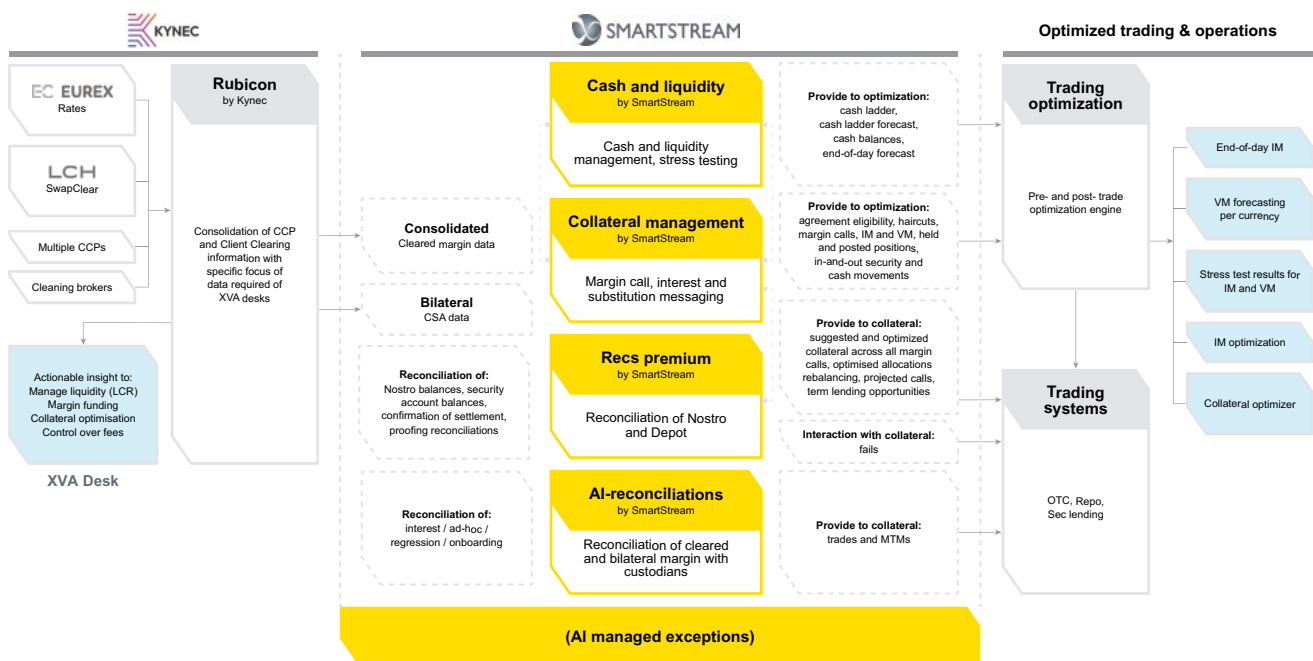 KYNEC
SMARTSTREAM
Optimized trading & operations
EC EUREX
Rates
LCH
SwapClear
Multiple CCPs
Cleaning brokers
Rubicon
by Kynec
Consolidation of CCP
and Client Clearing
information with
specific focus of
data required of
XVA desks
Actionable insight to:
Manage liquidity (LCR)
Margin funding
Collateral optimisation
Control over fees
XVA Desk
Consolidated
Cleared margin data
Bilateral
CSA data
Reconciliation of:
Nostro balances, security
account balances,
confirmation of settlement,
proofing reconciliations
Reconciliation of:
interest / ad-hoc /
regression / onboarding
Cash and liquidity
by SmartStream
Cash and liquidity
management, stress testing
Collateral management
by SmartStream
Margin call, interest and
substitution messaging
Recs premium
by SmartStream
Reconciliation of Nostro
and Depot
AI-reconciliations
by SmartStream
Reconciliation of cleared
and bilateral margin with
custodians
Provide to optimization:
cash ladder,
cash ladder forecast,
cash balances,
end-of-day forecast
Provide to optimization:
agreement eligibility, haircuts,
margin calls, IM and VM, held
and posted positions,
in-and-out security and
cash movements
Provide to collateral:
suggested and optimized
collateral across all margin
calls, optimised allocations
rebalancing, projected calls,
term lending opportunities
Interaction with collateral:
fails
Provide to collateral:
trades and MTMs
(AI managed exceptions)
Trading
optimization
Pre- and post- trade
optimization engine
Trading
systems
OTC, Repo,
Sec lending
End-of-day IM
VM forecasting
per currency
Stress test results for
IM and VM
IM optimization
Collateral optimizer